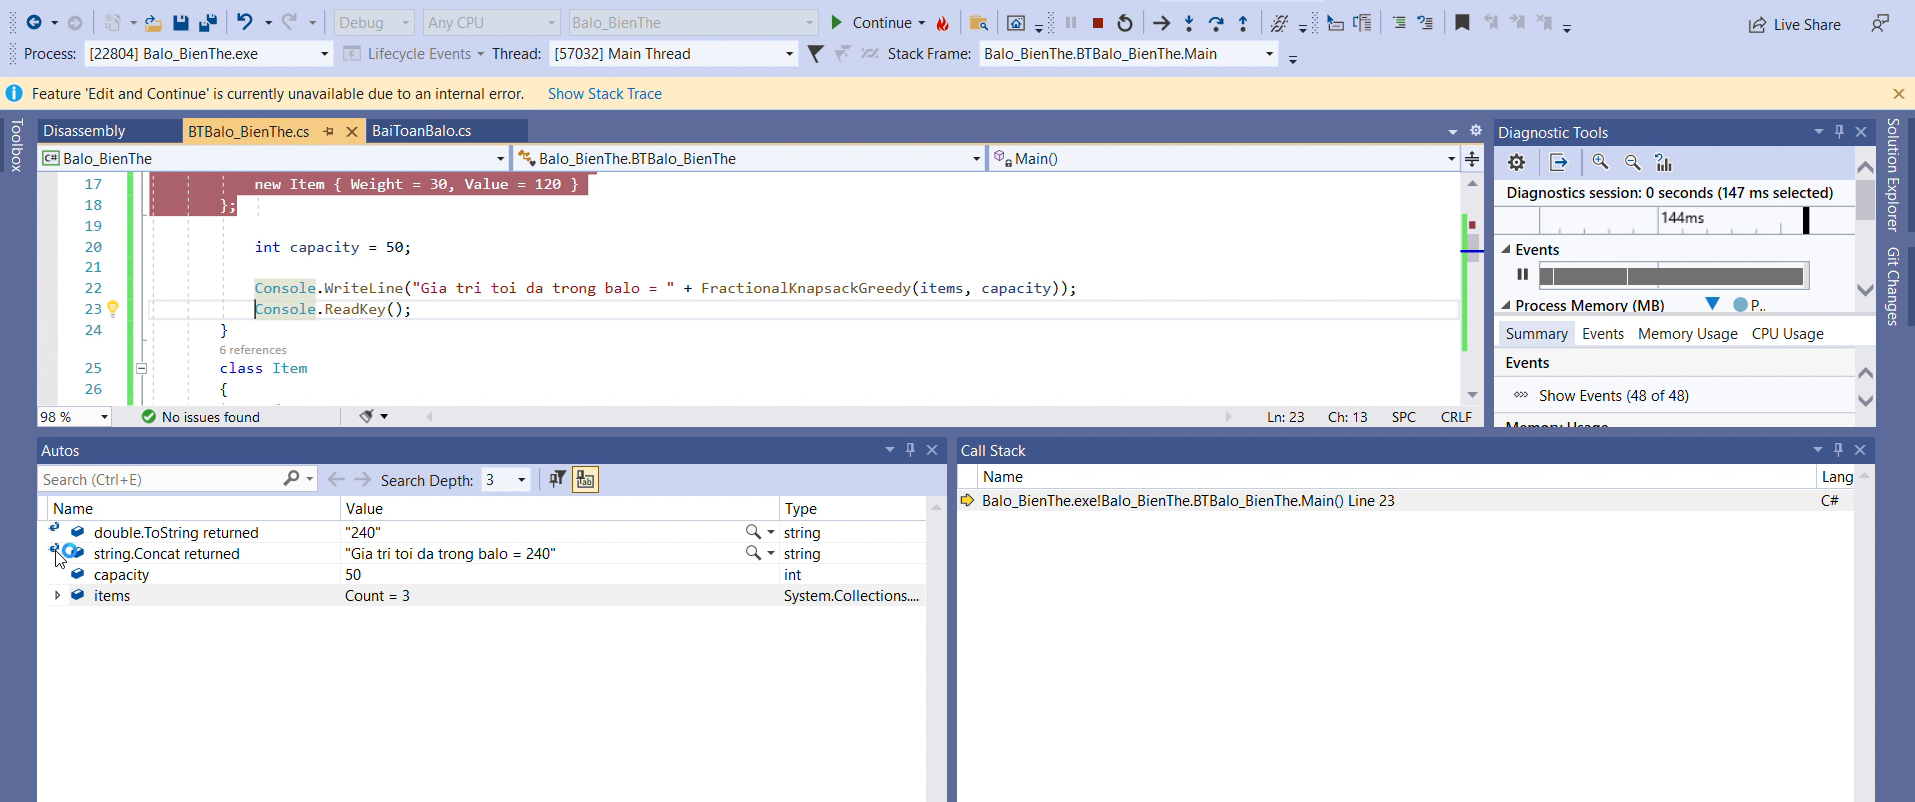 Debug Any CPU Balo_BienThe Continue Live Share
Process: [22804] Balo_BienThe.exe Lifecycle Events Thread: [57032] Main Thread Stack Frame: Balo_BienThe.BTBalo_BienThe.Main
Feature 'Edit and Continue' is currently unavailable due to an internal error. Show Stack Trace
Toolbox
Disassembly BTBalo_BienThe.cs BaiToanBalo.cs
C# Balo_BienThe Balo_BienThe.BTBalo_BienThe Main()
17 new Item { Weight = 30, Value = 120 }
18 };
19
20 int capacity = 50;
21
22 Console.WriteLine("Gia tri toi da trong balo = " + FractionalKnapsackGreedy(items, capacity));
23 Console.ReadKey();
24 }
6 references
25 class Item
26 {
98 % No issues found Ln: 23 Ch: 13 SPC CRLF
Diagnostic Tools
Diagnostics session: 0 seconds (147 ms selected)
144ms
Events
Process Memory (MB) P..
Summary Events Memory Usage CPU Usage
Events
Show Events (48 of 48)
Memory Usage
Solution Explorer
Git Changes
Autos
Search (Ctrl+E) Search Depth: 3
Name Value Type
double.ToString returned "240" string
string.Concat returned "Gia tri toi da trong balo = 240" string
capacity 50 int
items Count = 3 System.Collections....
Call Stack
Name Lang
Balo_BienThe.exe!Balo_BienThe.BTBalo_BienThe.Main() Line 23 C#